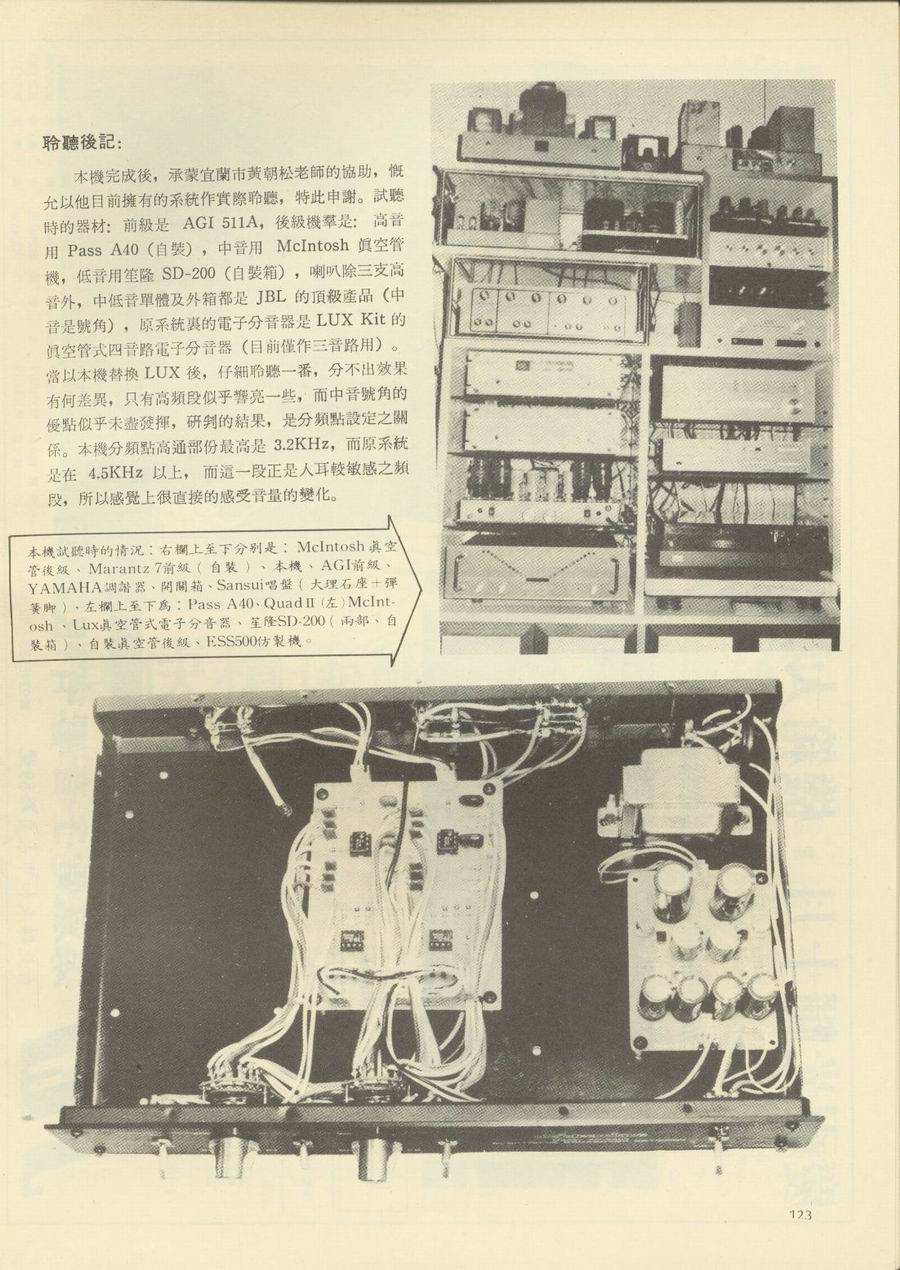 聆聽後記：
本機完成後，承蒙宜蘭市黃朝松老師的協助，慨
允以他目前擁有的系統作實際聆聽，特此申謝。試聽
時的器材：前級是 AGI 511A，後級機羣是： 高音
用 Pass A40（自裝），中音用 McIntosh 眞空管
機，低音用笙隆 SD-200（自裝箱），喇叭除三支高
音外，中低音單體及外箱都是 JBL 的頂級產品（中
音是號角），原系統裏的電子分音器是 LUX Kit 的
眞空管式四音路電子分音器（目前僅作三音路用）。
當以本機替換 LUX 後，仔細聆聽一番，分不出效果
有何差異，只有高頻段似乎響亮一些，而中音號角的
優點似乎未盡發揮，硏判的結果，是分頻點設定之關
係。本機分頻點高通部份最高是 3.2KHz，而原系統
是在 4.5KHz 以上， 而這一段正是人耳較敏感之頻
段，所以感覺上很直接的感受音量的變化。
本機試聽時的情況：右欄上至下分別是： McIntosh 眞空
管後級、Marantz 7前級（自裝）、本機、AGI前級、
YAMAHA調諧器、開關箱、Sansui唱盤（大理石座＋彈
簧脚）、左欄上至下爲：Pass A40、QuadⅡ（左）McInt-
osh 、Lux眞空管式電子分音器、笙隆SD-200（兩部、自
裝箱）、自裝眞空管後級、ESS500仿製機。
123